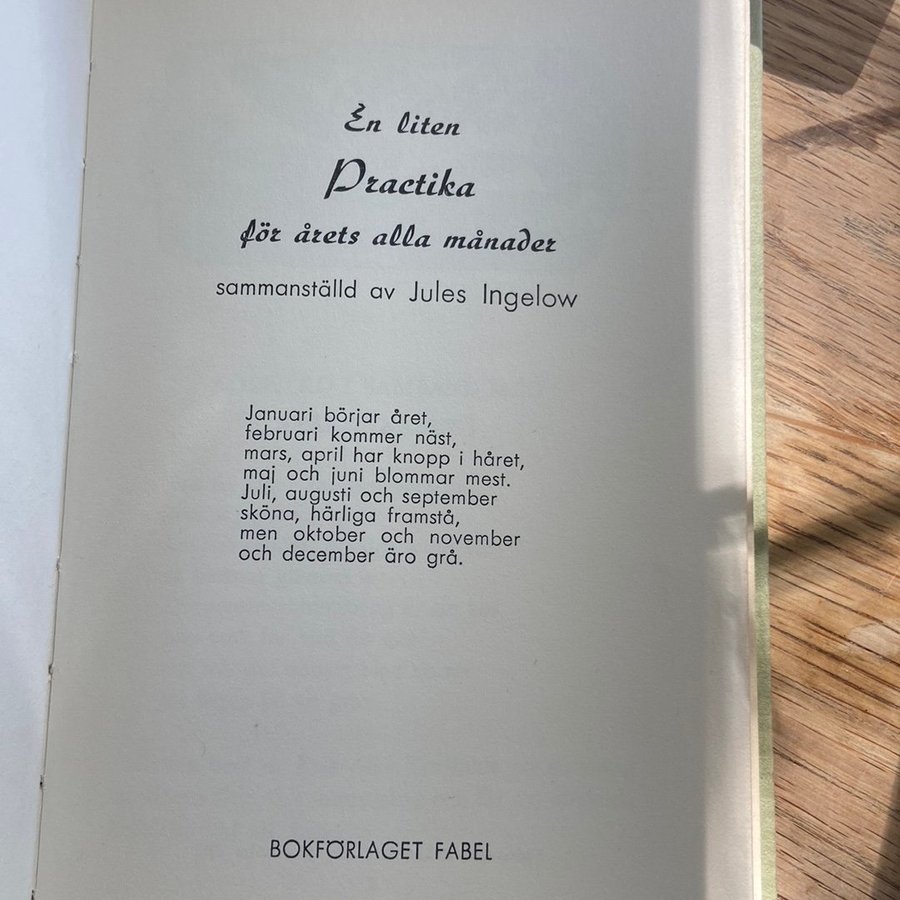 En liten
Practika
för årets alla månader
sammanställd av Jules Ingelow
Januari börjar året,
februari kommer näst,
mars, april har knopp i håret,
maj och juni blommar mest.
Juli, augusti och september
sköna, härliga framstå,
men oktober och november
och december äro grå.
BOKFÖRLAGET FABEL